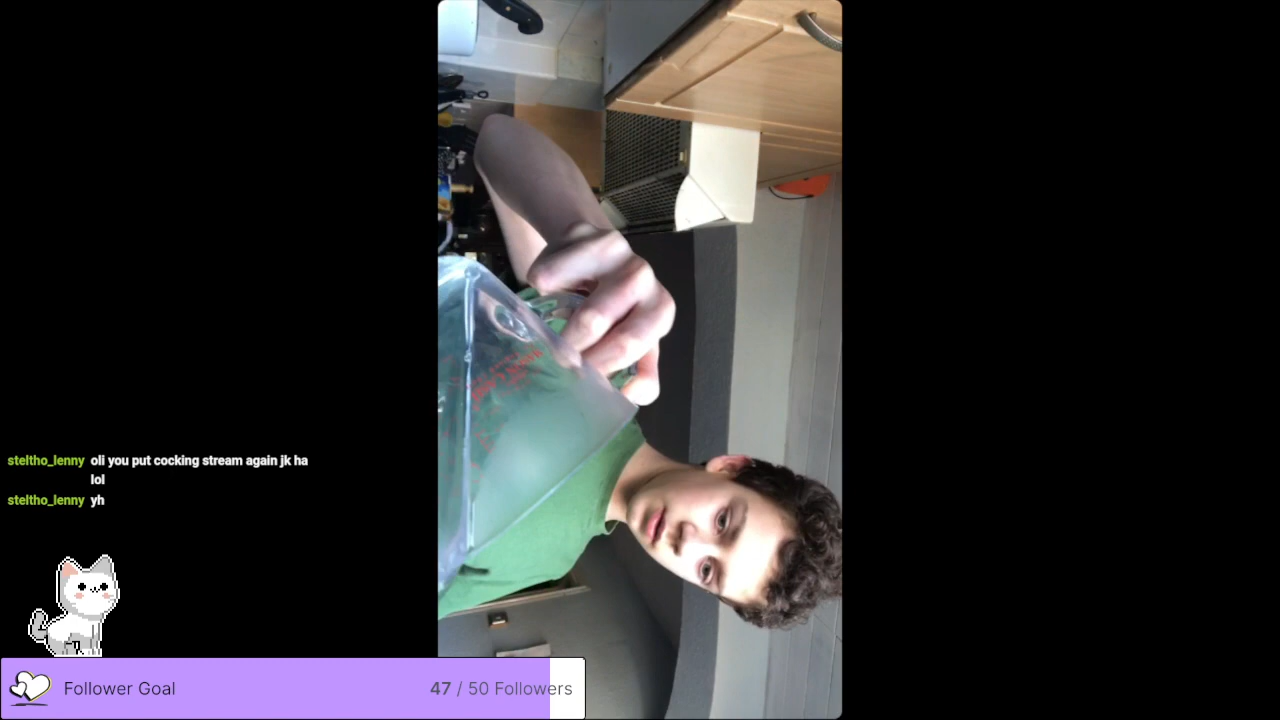 steltho_lenny oli you put cocking stream again jk ha
lol
steltho_lenny yh
Follower Goal 47 / 50 Followers